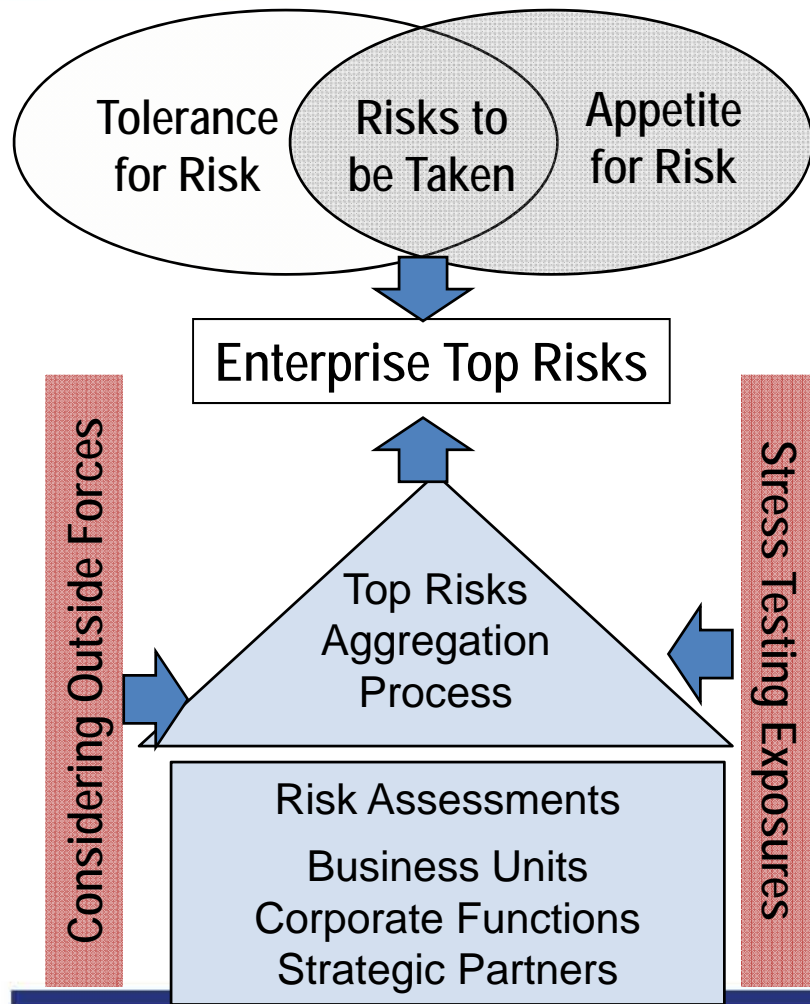 Tolerance
for Risk
Risks to
be Taken
Appetite
for Risk
Enterprise Top Risks
Considering Outside Forces
Stress Testing Exposures
Top Risks
Aggregation
Process
Risk Assessments
Business Units
Corporate Functions
Strategic Partners